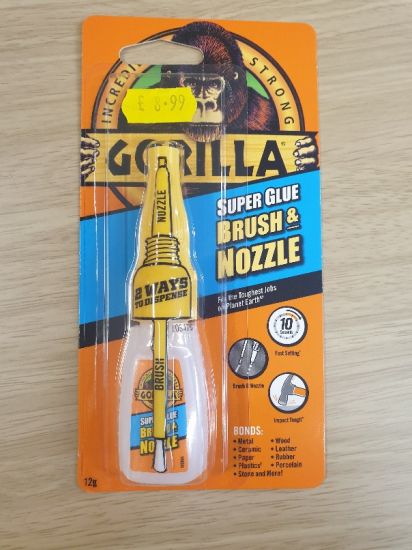 INCREDIBLY STRONG
£8.99
GORILLA
SUPER GLUE
BRUSH &
NOZZLE
NOZZLE
2 WAYS
TO DISPENSE
For the Toughest Jobs
on Planet Earth
10
Fast Setting
BRUSH
Brush & Nozzle
Impact Tough
GORILLA
SUPER GLUE
BRUSH &
NOZZLE
BONDS:
• Metal
• Ceramic
• Paper
• Plastics
• Stone and More!
• Wood
• Leather
• Rubber
• Porcelain
12g